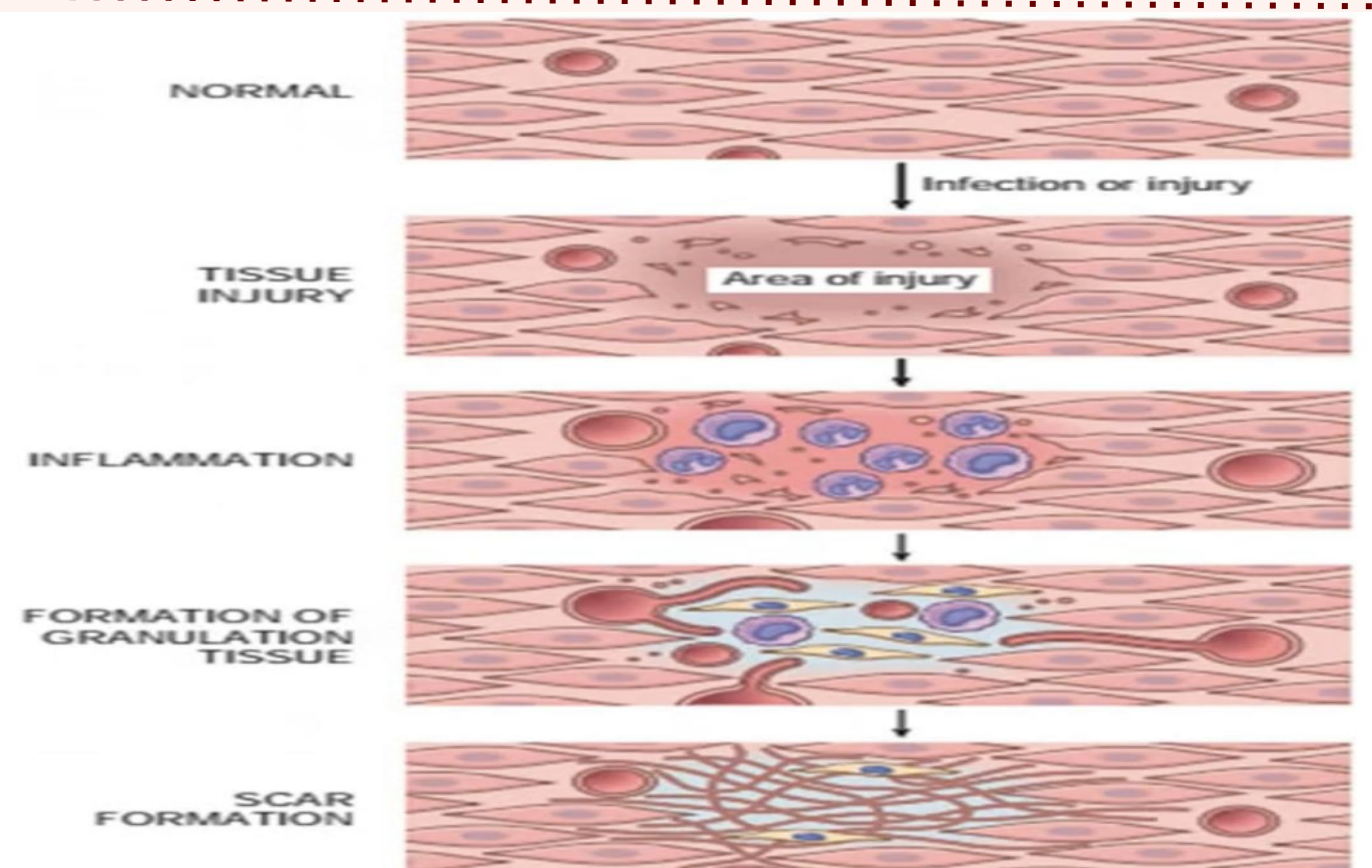 NORMAL
Infection or injury
TISSUE
INJURY
Area of injury
INFLAMMATION
FORMATION OF
GRANULATION
TISSUE
SCAR
FORMATION